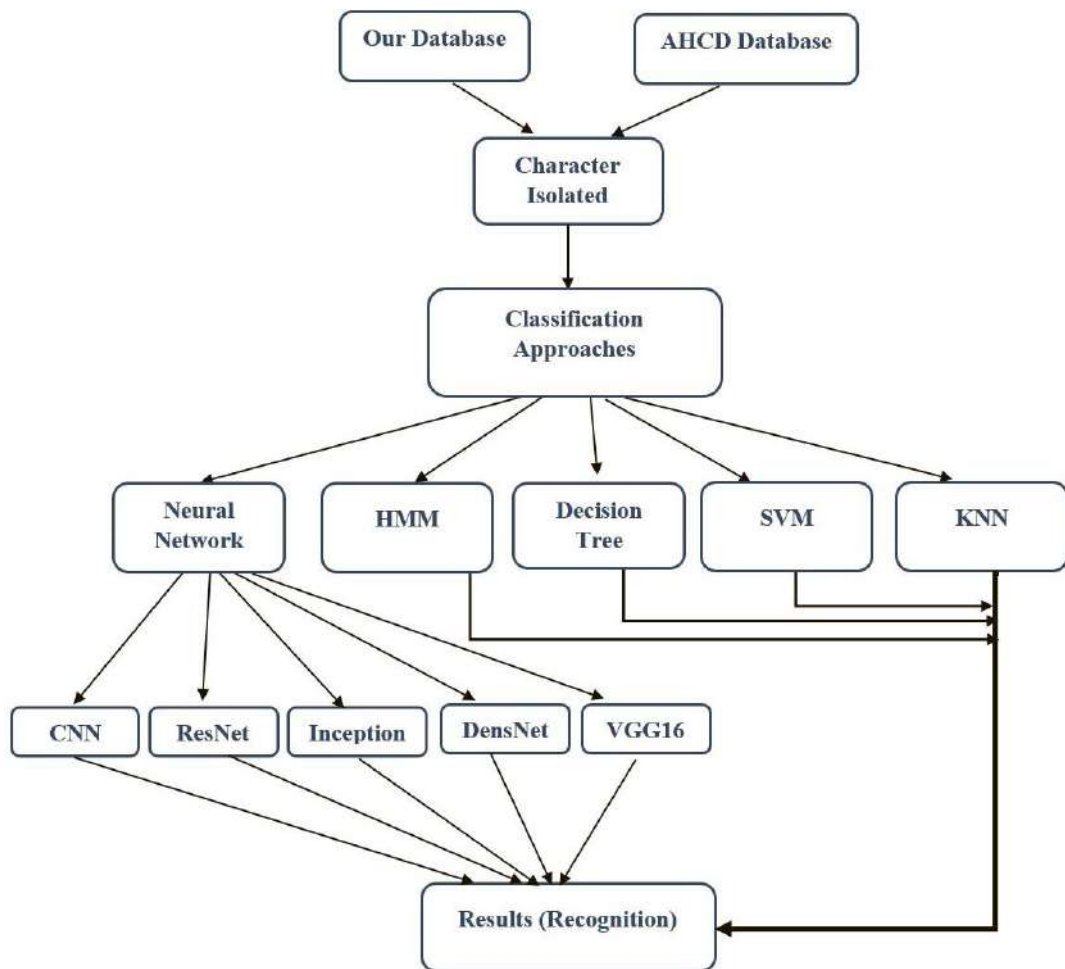 Our Database
AHCD Database
Character
Isolated
Classification
Approaches
Neural
Network
HMM
Decision
Tree
SVM
KNN
CNN
ResNet
Inception
DensNet
VGG16
Results (Recognition)